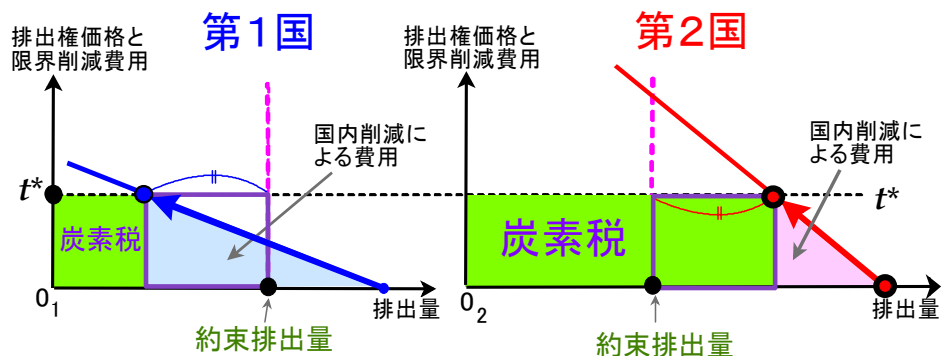 第1国
排出権価格と
限界削減費用
国内削減に
よる費用
t*
炭素税
O1
排出量
約束排出量
第2国
排出権価格と
限界削減費用
国内削減に
よる費用
t*
炭素税
O2
排出量
約束排出量